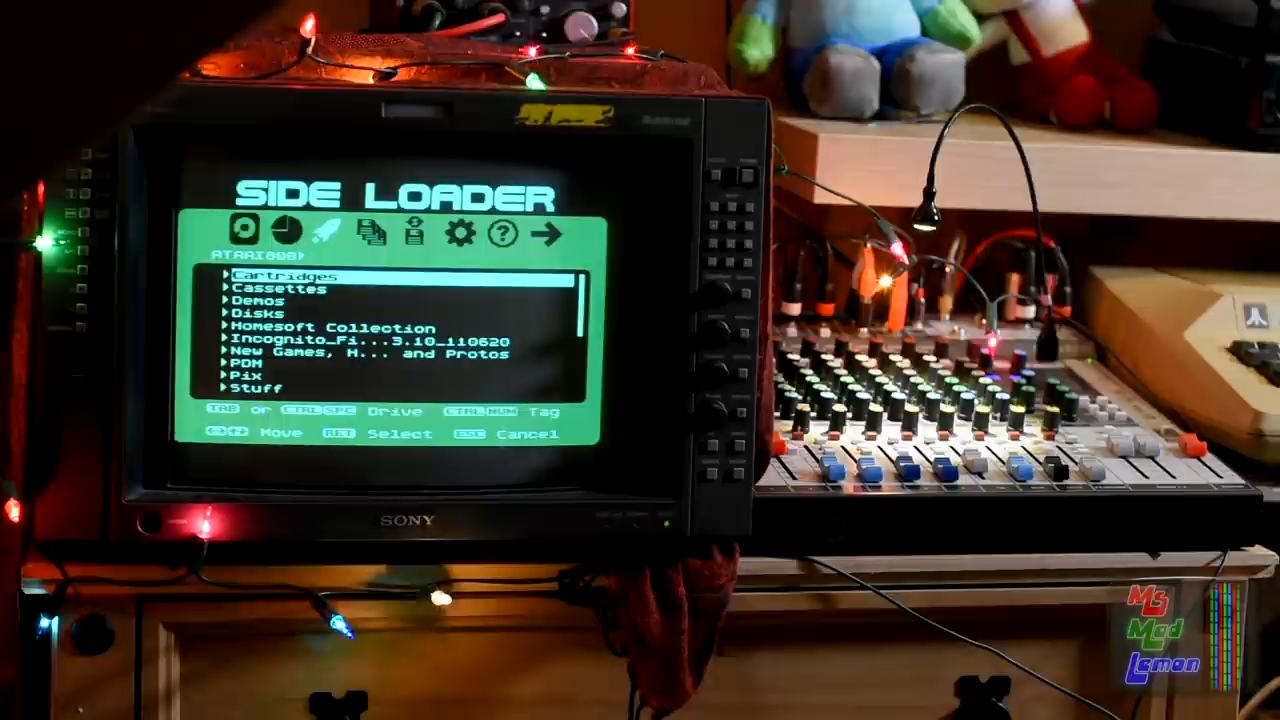 SIDE LOADER
ATARI808▸
Cartridges
Cassettes
Demos
Disks
Homesoft Collection
Incognito_Fi...3.10_110620
New Games, H... and Protos
PDM
Pix
Stuff
TAB or CTRL SPC Drive CTRL NUM Tag
Move RET Select ESC Cancel
SONY
Ms
Mad
Lemon